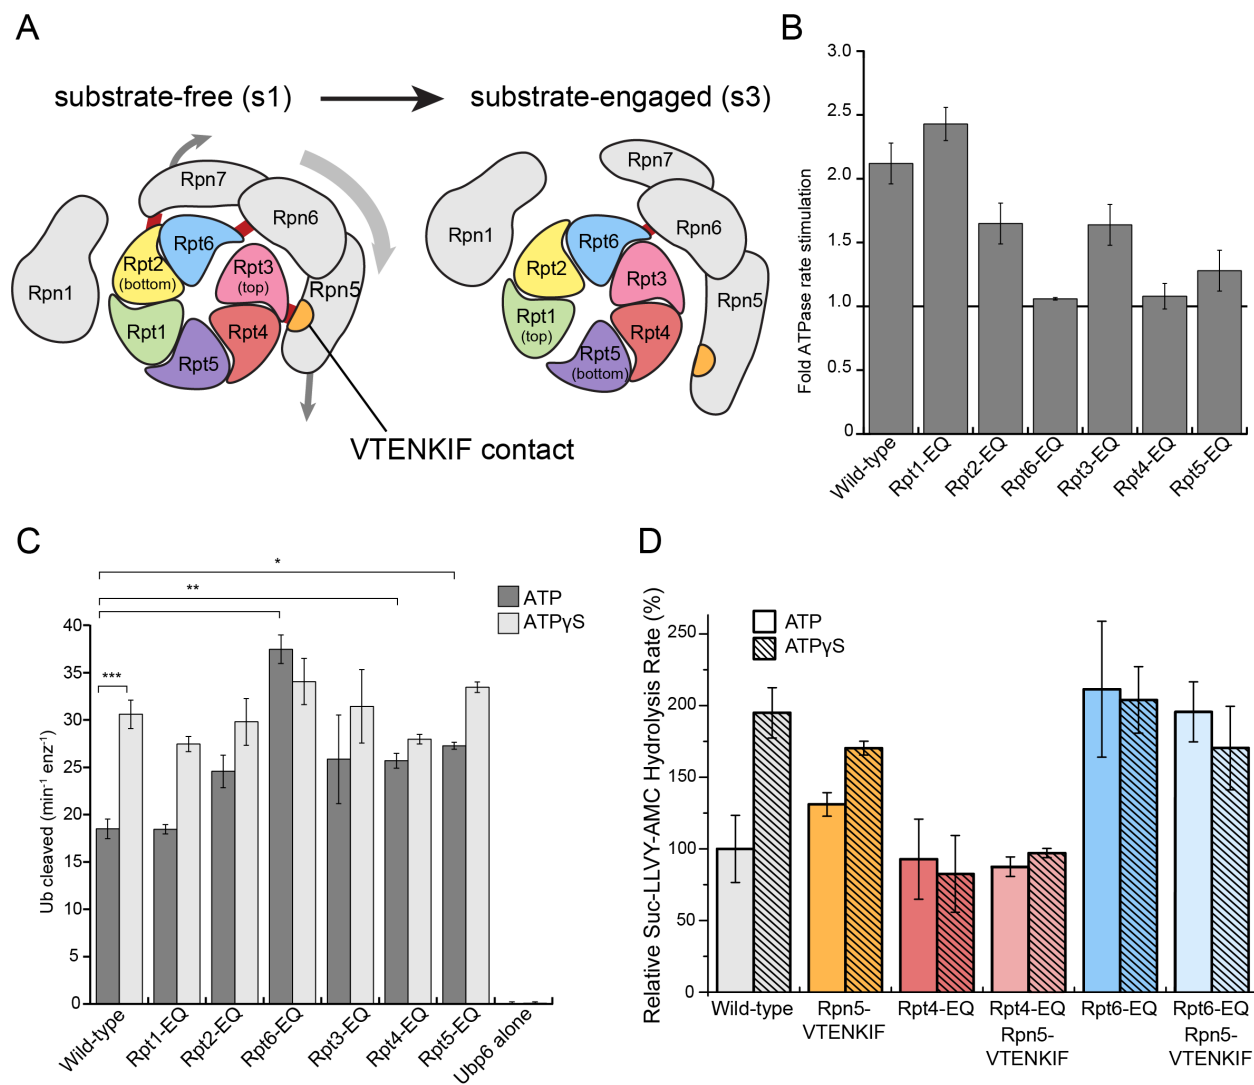 A
substrate-free (s1)
substrate-engaged (s3)
Rpn7
Rpn6
Rpt6
Rpt2
(bottom)
Rpt3
(top)
Rpn1
Rpn5
Rpt1
Rpt4
Rpt5
Rpn7
Rpn6
Rpn1
Rpt6
Rpt2
Rpt3
Rpn5
Rpt1
(top)
Rpt4
Rpt5
(bottom)
VTENKIF contact
B
Fold ATPase rate stimulation
3.0
2.5
2.0
1.5
1.0
0.5
0
Wild-type
Rpt1-EQ
Rpt2-EQ
Rpt6-EQ
Rpt3-EQ
Rpt4-EQ
Rpt5-EQ
C
*
**
***
ATP
ATPγS
Ub cleaved (min⁻¹ enz⁻¹)
40
35
30
25
20
15
10
5
0
Wild-type
Rpt1-EQ
Rpt2-EQ
Rpt6-EQ
Rpt3-EQ
Rpt4-EQ
Rpt5-EQ
Ubp6 alone
D
ATP
ATPγS
Relative Suc-LLVY-AMC Hydrolysis Rate (%)
250
200
150
100
50
0
Wild-type
Rpn5-
VTENKIF
Rpt4-EQ
Rpt4-EQ
Rpn5-
VTENKIF
Rpt6-EQ
Rpt6-EQ
Rpn5-
VTENKIF